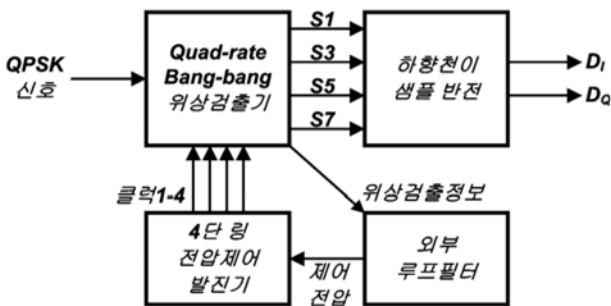 QPSK
신호
Quad-rate
Bang-bang
위상검출기
S1
S3
S5
S7
하향천이
샘플 반전
D_I
D_Q
클럭1-4
위상검출정보
4단 링
전압제어
발진기
제어
전압
외부
루프필터